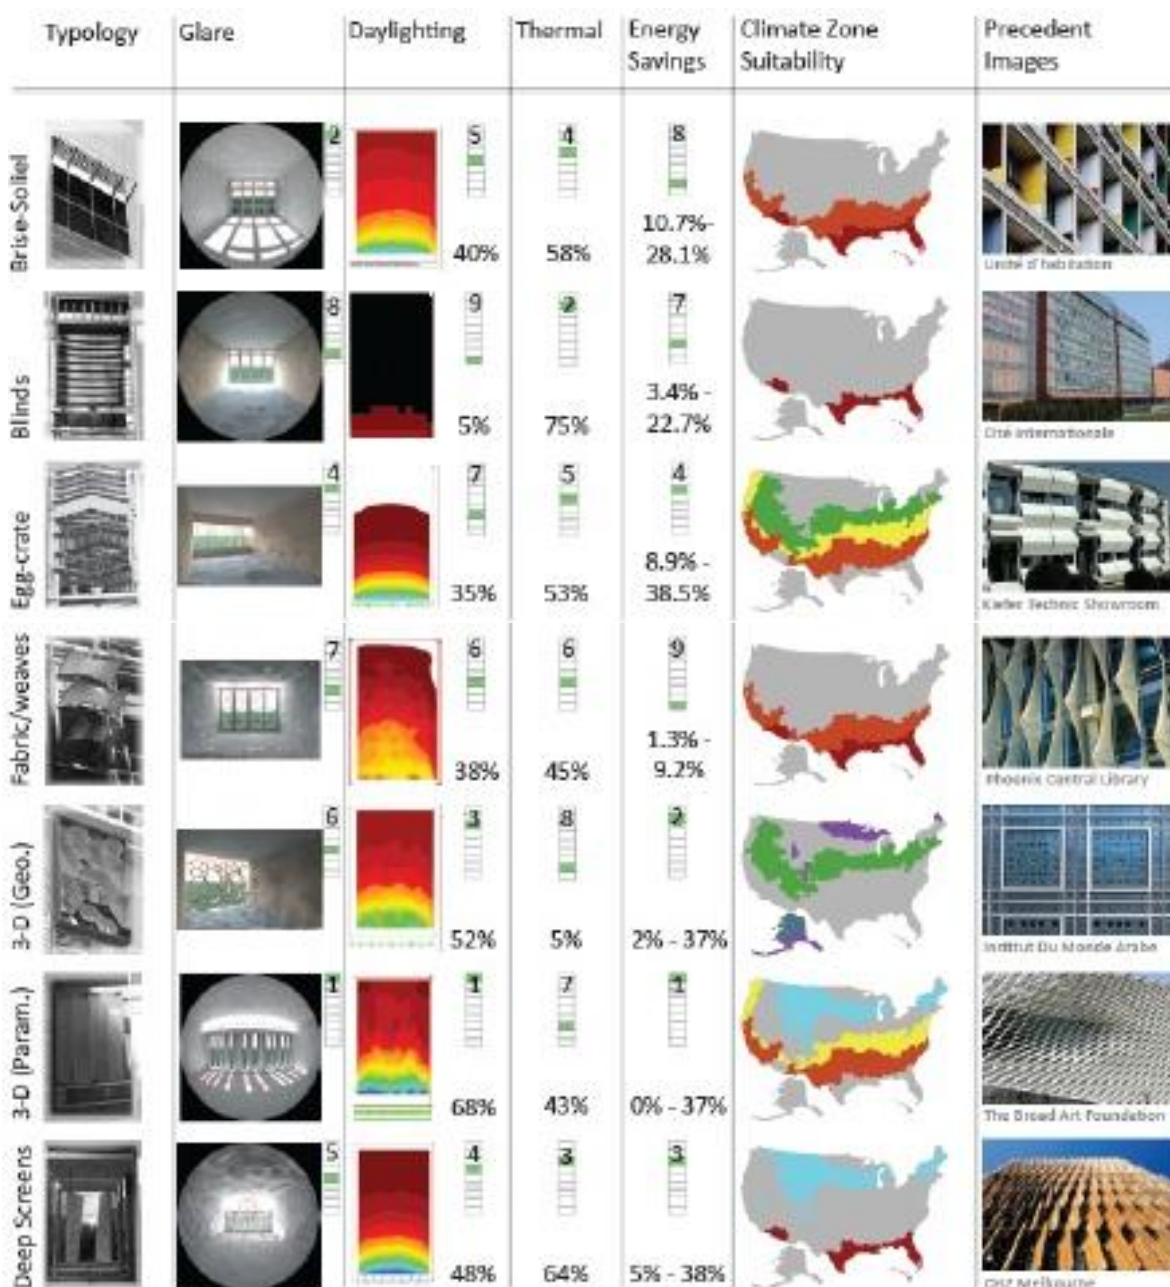 Typology
Glare
Daylighting
Thermal
Energy
Savings
Climate Zone
Suitability
Precedent
Images
Brise-Soliel
2
5
40%
4
58%
8
10.7%-
28.1%
Unité d'habitation
Blinds
8
9
5%
2
75%
7
3.4% -
22.7%
Cité Internationale
Egg-crate
4
7
35%
5
53%
4
8.9% -
38.5%
Kiefer Technic Showroom
Fabric/weaves
7
6
38%
6
45%
9
1.3% -
9.2%
Phoenix Central Library
3-D (Geo.)
6
3
52%
8
5%
2
2% - 37%
Institut Du Monde Arabe
3-D (Param.)
1
1
68%
7
43%
1
0% - 37%
The Broad Art Foundation
Deep Screens
5
4
48%
3
64%
3
5% - 38%